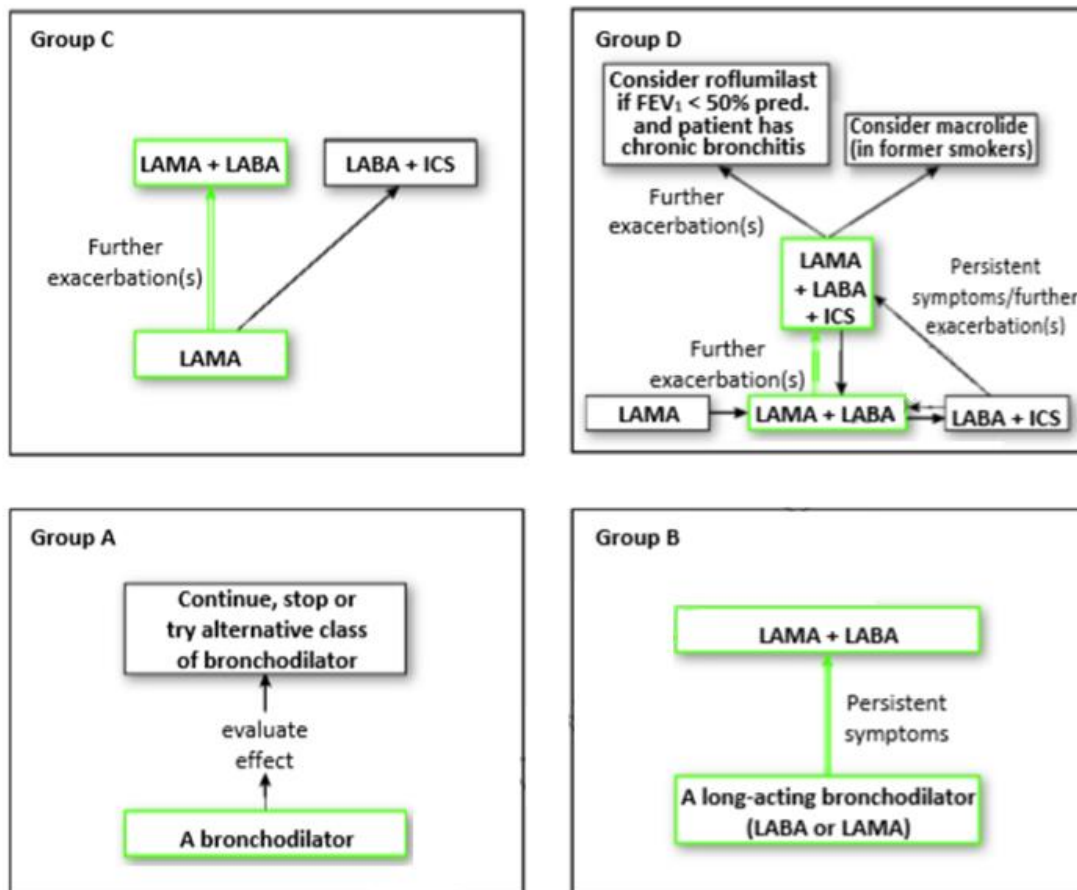 Group C
LAMA + LABA
LABA + ICS
Further
exacerbation(s)
LAMA
Group D
Consider roflumilast
if FEV₁ < 50% pred.
and patient has
chronic bronchitis
Consider macrolide
(in former smokers)
Further
exacerbation(s)
LAMA
+ LABA
+ ICS
Persistent
symptoms/further
exacerbation(s)
Further
exacerbation(s)
LAMA
LAMA + LABA
LABA + ICS
Group A
Continue, stop or
try alternative class
of bronchodilator
evaluate
effect
A bronchodilator
Group B
LAMA + LABA
Persistent
symptoms
A long-acting bronchodilator
(LABA or LAMA)